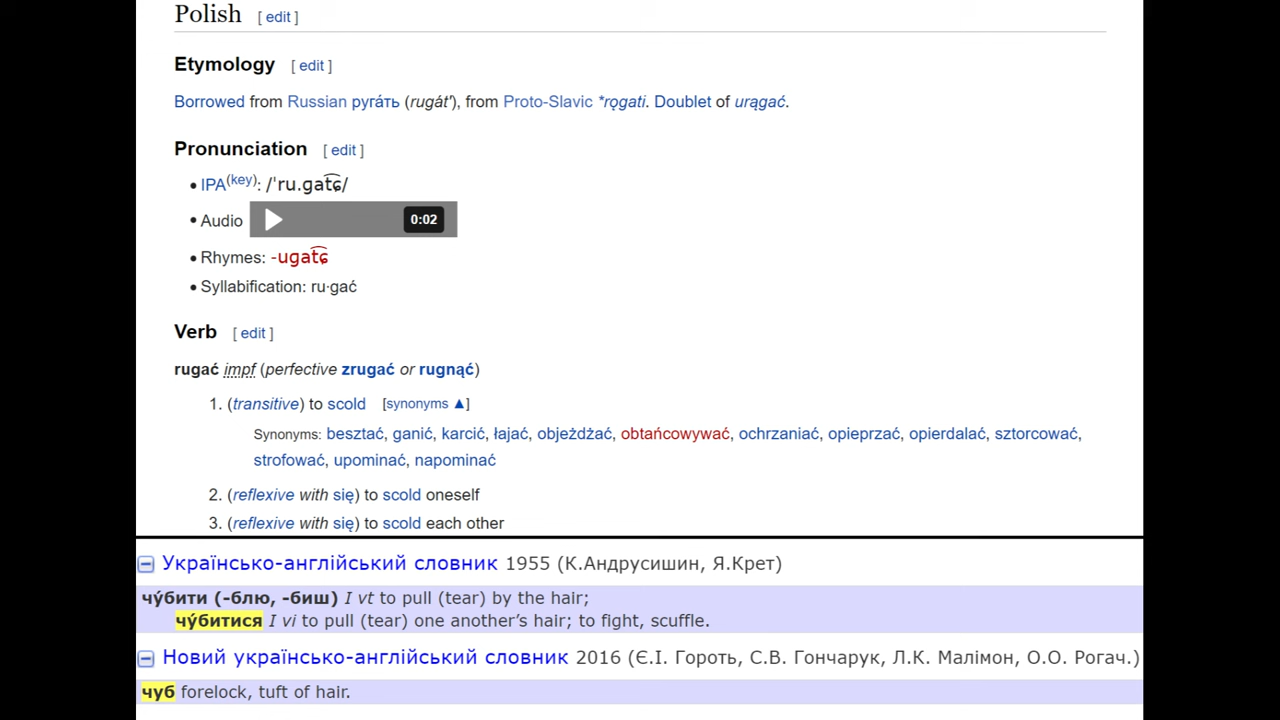 Polish [ edit ]
Etymology [ edit ]
Borrowed from Russian руга́ть (rugátʹ), from Proto-Slavic *rǫgati. Doublet of urągać.
Pronunciation [ edit ]
• IPA(key): /ˈru.ɡat͡ɕ/
• Audio 0:02
• Rhymes: -uɡat͡ɕ
• Syllabification: ru·gać
Verb [ edit ]
rugać impf (perfective zrugać or rugnąć)
1. (transitive) to scold [synonyms ▲]
Synonyms: besztać, ganić, karcić, łajać, objeżdżać, obtańcowywać, ochrzaniać, opieprzać, opierdalać, sztorcować,
strofować, upominać, napominać
2. (reflexive with się) to scold oneself
3. (reflexive with się) to scold each other
Українсько-англійський словник 1955 (К.Андрусишин, Я.Крет)
чу́бити (-блю, -биш) I vt to pull (tear) by the hair;
чу́битися I vi to pull (tear) one another’s hair; to fight, scuffle.
Новий українсько-англійський словник 2016 (Є.І. Гороть, С.В. Гончарук, Л.К. Малімон, О.О. Рогач.)
чуб forelock, tuft of hair.